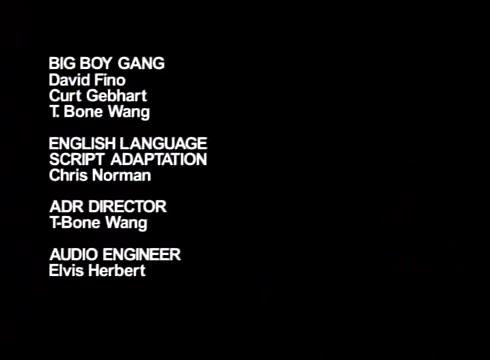 BIG BOY GANG
David Fino
Curt Gebhart
T. Bone Wang
ENGLISH LANGUAGE
SCRIPT ADAPTATION
Chris Norman
ADR DIRECTOR
T-Bone Wang
AUDIO ENGINEER
Elvis Herbert